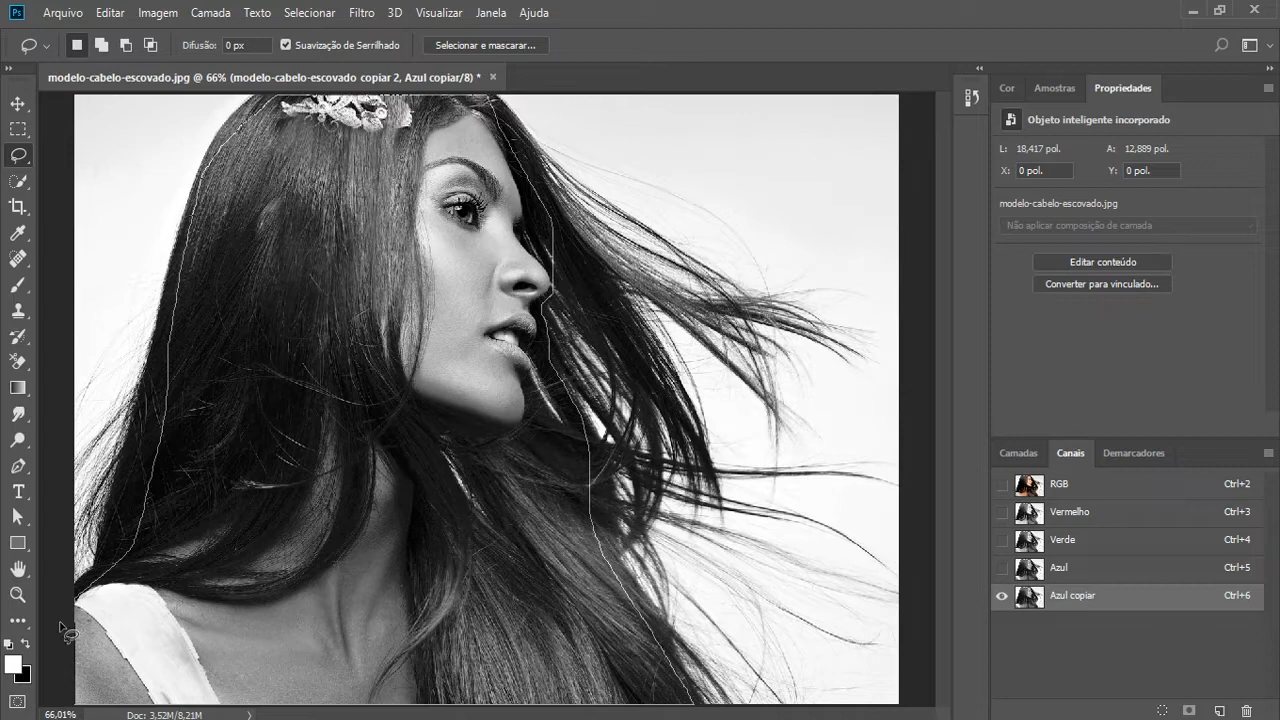 Ps Arquivo Editar Imagem Camada Texto Selecionar Filtro 3D Visualizar Janela Ajuda
Difusão: 0 px Suavização de Serrilhado Selecionar e mascarar...
modelo-cabelo-escovado.jpg @ 66% (modelo-cabelo-escovado copiar 2, Azul copiar/8) *
Cor Amostras Propriedades
Objeto inteligente incorporado
L: 18,417 pol. A: 12,889 pol.
X: 0 pol. Y: 0 pol.
modelo-cabelo-escovado.jpg
Não aplicar composição de camada
Editar conteúdo
Converter para vinculado...
Camadas Canais Demarcadores
RGB Ctrl+2
Vermelho Ctrl+3
Verde Ctrl+4
Azul Ctrl+5
Azul copiar Ctrl+6
66,01% Doc: 3,52M/8,21M